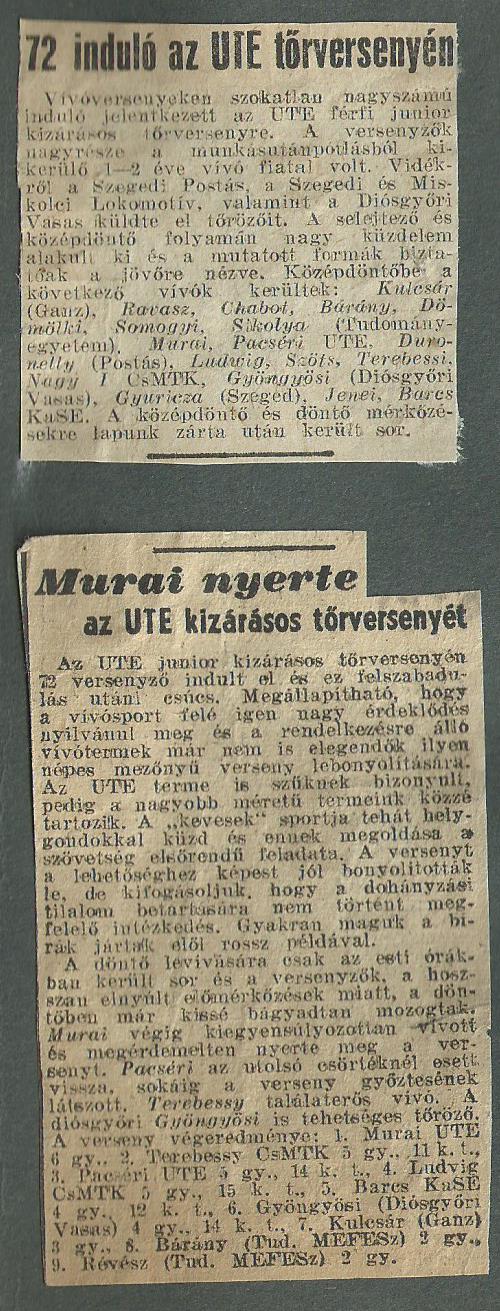 72 induló az UTE tőrversenyén
Vívóversenyeken szokatlan nagyszámú
induló jelentkezett az UTE férfi junior
kizárásos tőrversenyre. A versenyzők
nagyrésze a munkásutánpótlásból ki-
kerülő 1—2 éve vívó fiatal volt. Vidék-
ről a Szegedi Postás, a Szegedi és Mis-
kolci Lokomotív, valamint a Diósgyőri
Vasas küldte el tőrözőit. A selejtező és
középdöntő folyamán nagy küzdelem
alakult ki és a mutatott formák bizta-
tóak a jövőre nézve. Középdöntőbe a
következő vívók kerültek: Kulcsár
(Ganz), Ravasz, Chaboi, Bárány, Dö-
mölki, Somogyi, Sikolya (Tudomány-
egyetem), Murai, Pacséri UTE, Duro-
nelly (Postás), Ludwig, Szöts, Terebessi,
Nagy I CsMTK, Gyöngyösi (Diósgyőri
Vasas), Gyuricza (Szeged), Jenei, Barcs
KaSE. A középdöntő és döntő mérkőzé-
sekre lapunk zárta után került sor.
Murai nyerte
az UTE kizárásos tőrversenyét
Az UTE junior kizárásos tőrversenyén
72 versenyző indult el és ez felszabadu-
lás utáni csúcs. Megállapítható, hogy
a vívósport felé igen nagy érdeklődés
nyilvánul meg és a rendelkezésre álló
vívótermek már nem is elegendők ilyen
népes mezőnyű verseny lebonyolítására.
Az UTE terme is szűknek bizonyult,
pedig a nagyobb méretű termeink közzé
tartozik. A „kevesek" sportja tehát hely-
gondokkal küzd és ennek megoldása a
szövetség elsőrendű feladata. A versenyt
a lehetőséghez képest jól bonyolították
le, de kifogásoljuk, hogy a dohányzási
tilalom betartására nem történt meg-
felelő intézkedés. Gyakran maguk a bí-
rák jártak elől rossz példával.
A döntő levívására csak az esti órák-
ban került sor és a versenyzők, a hosz-
szan elnyúlt előmérkőzések miatt, a dön-
tőben már kissé bágyadtan mozogtak.
Murai végig kiegyensúlyozottan vívott
és megérdemelten nyerte meg a ver-
senyt. Pacséri az utolsó csörtéknél esett
vissza, sokáig a verseny győztesének
látszott. Terebessy találaterős vívó. A
diósgyőri Gyöngyösi is tehetséges tőröző.
A verseny végeredménye: 1. Murai UTE
6 gy., 2. Terebessy CsMTK 5 gy., 11 k. t.,
3. Pacséri UTE 5 gy., 14 k. t., 4. Ludvig
CsMTK 5 gy., 15 k. t., 5. Barcs KaSE
4 gy., 12 k. t., 6. Gyöngyösi (Diósgyőri
Vasas) 4 gy., 14 k. t., 7. Kulcsár (Ganz)
3 gy., 8. Bárány (Tud. MEFESz) 2 gy.,
9. Révész (Tud. MEFESz) 2 gy.